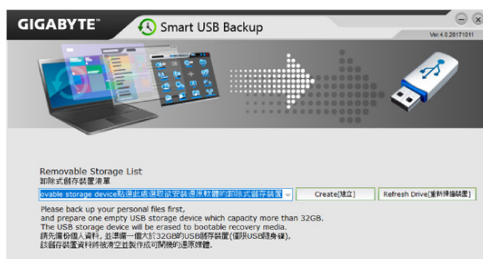 GIGABYTE™
Smart USB Backup
Ver 4.0.20171011
Removable Storage List
卸除式儲存裝置清單
ovable storage device點選此處選取欲安裝還原軟體的卸除式儲存裝置
Create[建立]
Refresh Drive[重新掃描裝置]
Please back up your personal files first,
and prepare one empty USB storage device which capacity more than 32GB.
The USB storage device will be erased to bootable recovery media.
請先備份個人資料, 並準備一個大於32GB的USB儲存裝置(僅限USB隨身碟),
該儲存裝置資料將被清空並製作成可開機的還原媒體.